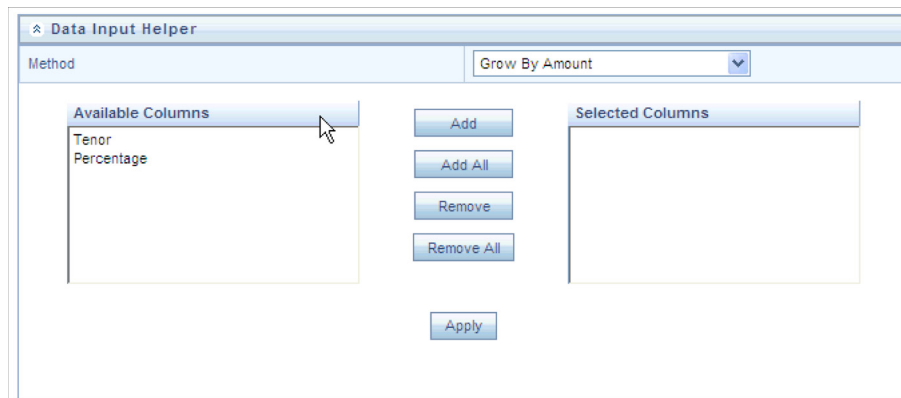 Data Input Helper
Method
Grow By Amount
Available Columns
Tenor
Percentage
Add
Add All
Remove
Remove All
Selected Columns
Apply